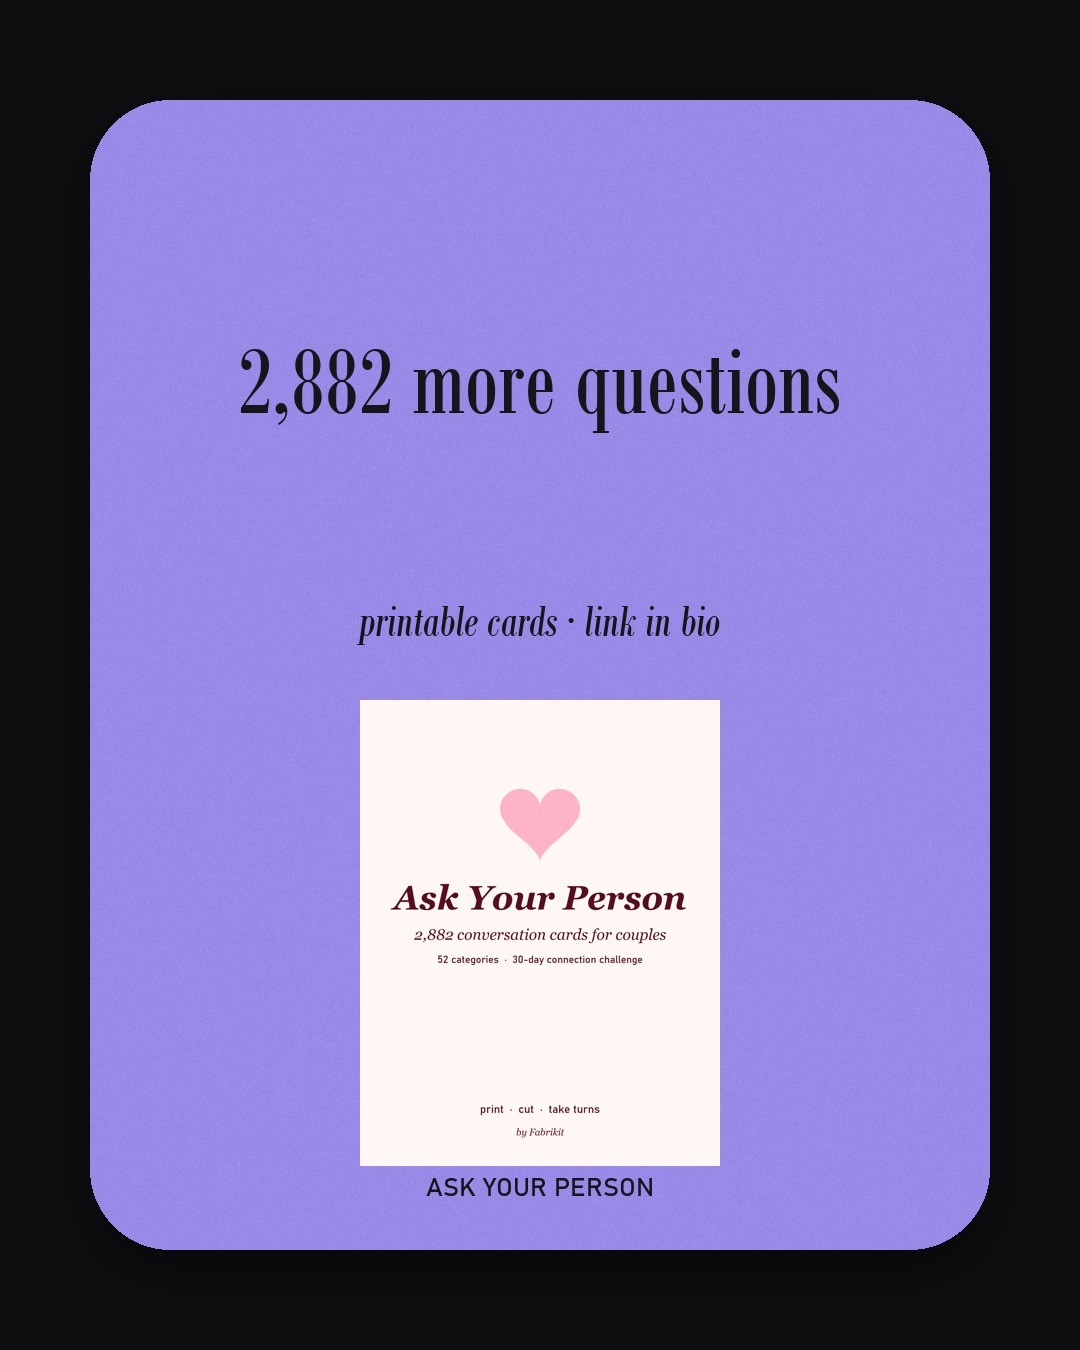 2,882 more questions
printable cards · link in bio
Ask Your Person
2,882 conversation cards for couples
52 categories · 30-day connection challenge
print · cut · take turns
by Fabrikit
ASK YOUR PERSON